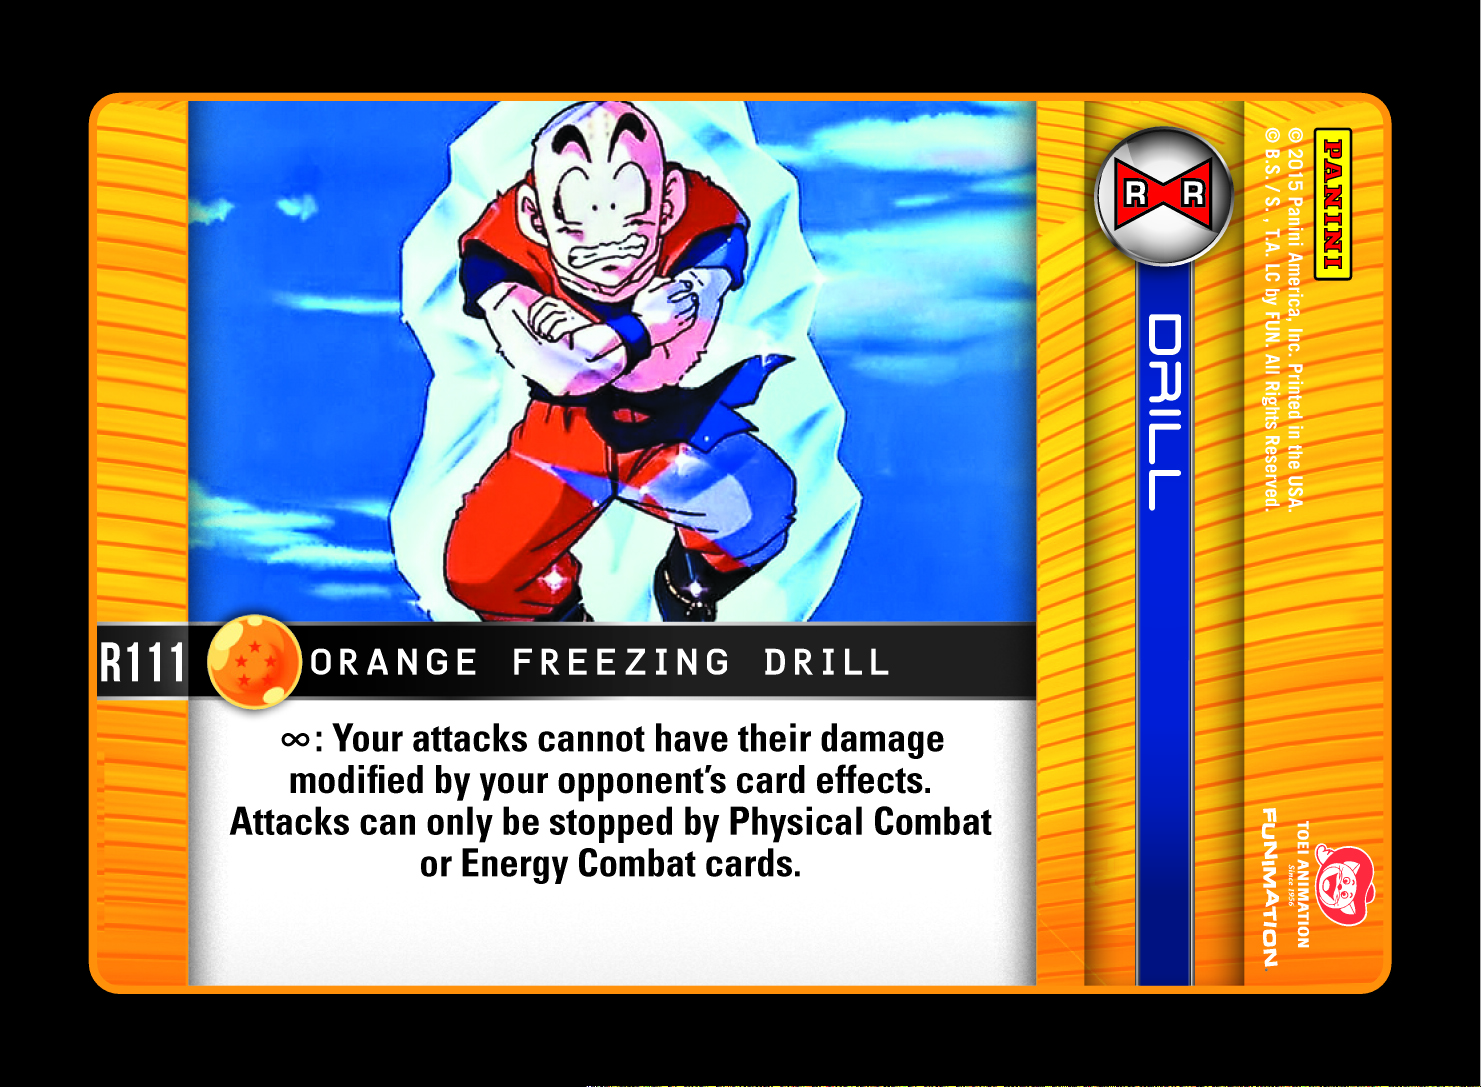 R111
ORANGE FREEZING DRILL
∞: Your attacks cannot have their damage
modified by your opponent's card effects.
Attacks can only be stopped by Physical Combat
or Energy Combat cards.
R R
DRILL
PANINI
© 2015 Panini America, Inc. Printed in the USA.
© B.S./ S. , T.A. LC by FUN. All Rights Reserved.
TOEI ANIMATION
Since 1956
FUNIMATION